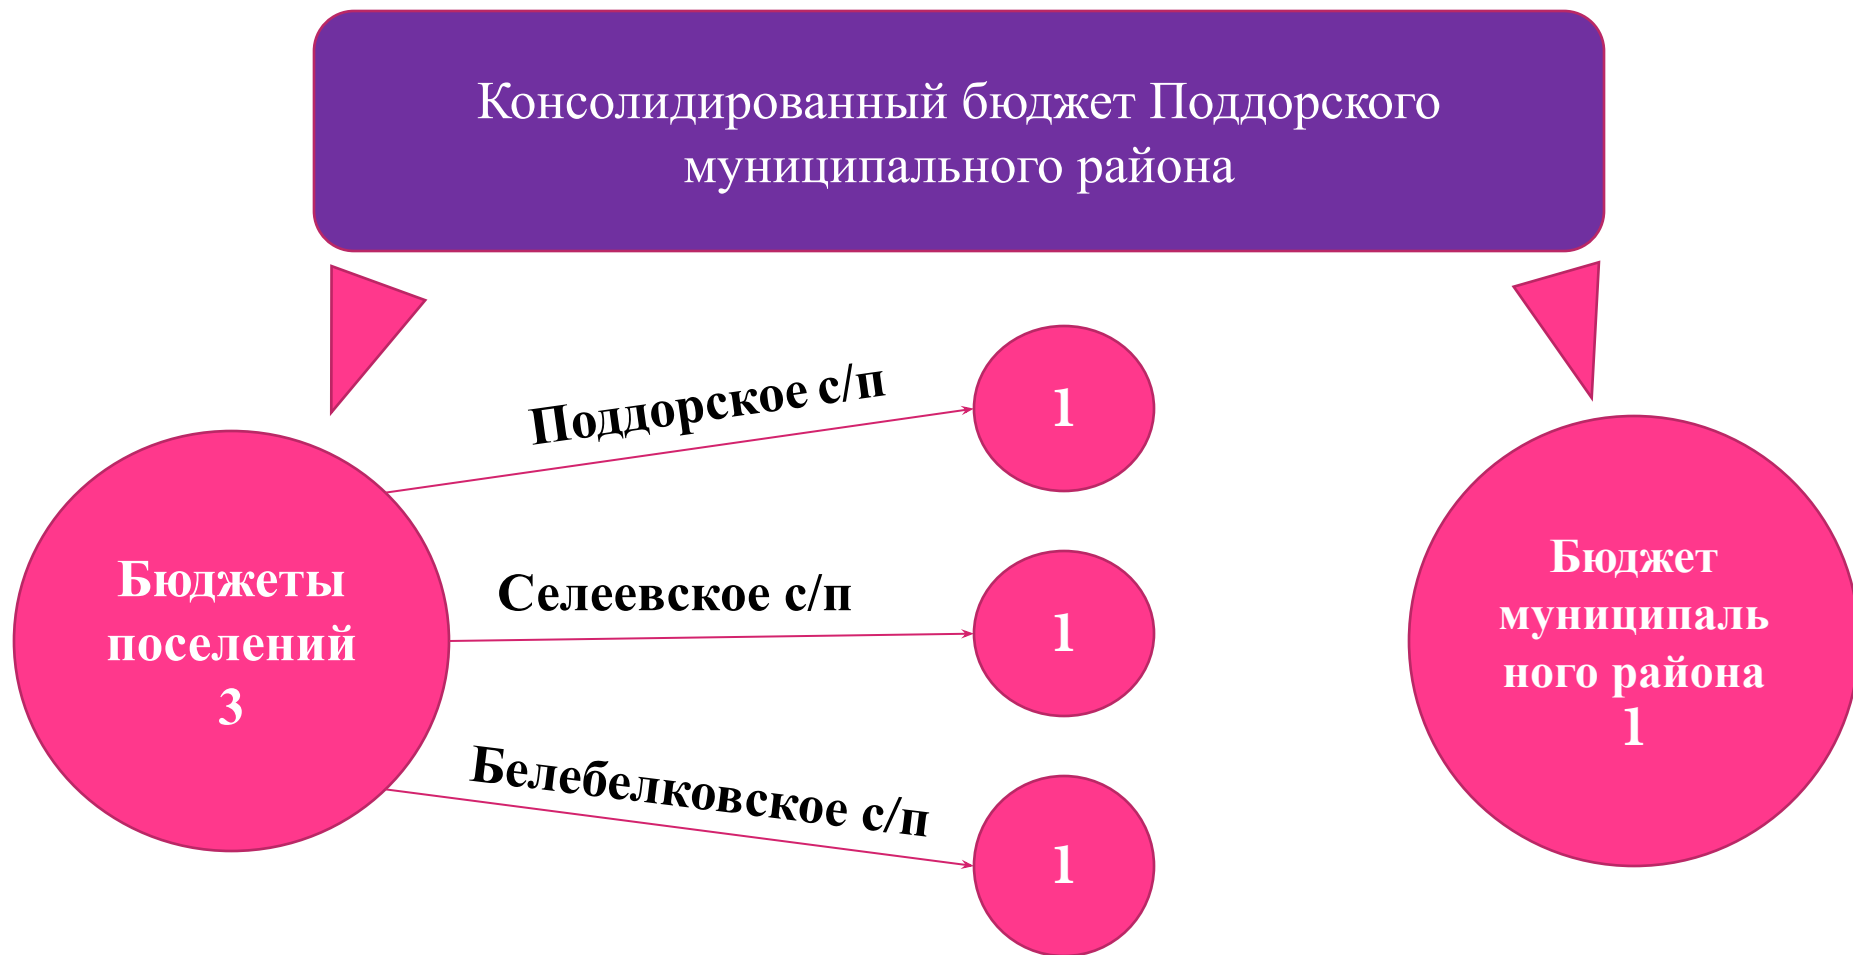 Консолидированный бюджет Поддорского
муниципального района
Поддорское с/п
1
Бюджеты
поселений
3
Селеевское с/п
1
Белебелковское с/п
1
Бюджет
муниципаль
ного района
1